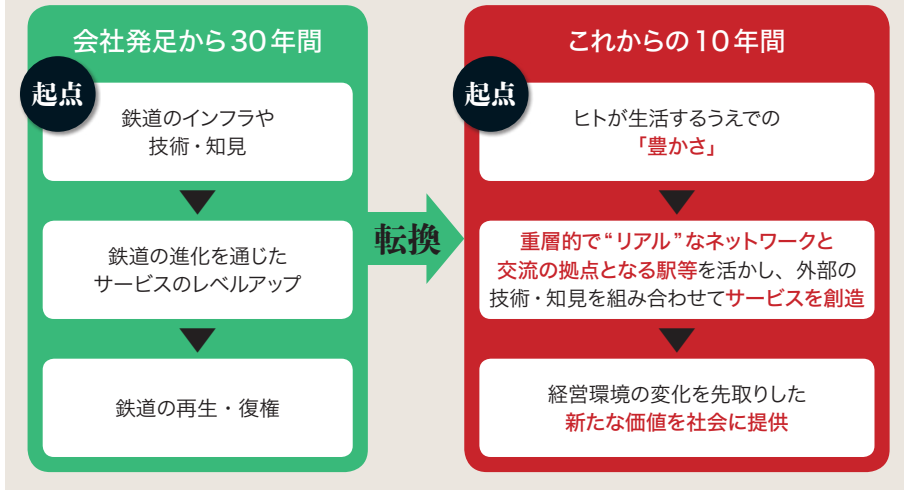 会社発足から30年間
起点
鉄道のインフラや
技術・知見
鉄道の進化を通じた
サービスのレベルアップ
鉄道の再生・復権
転換
これからの10年間
起点
ヒトが生活するうえでの
「豊かさ」
重層的で“リアル”なネットワークと
交流の拠点となる駅等を活かし、外部の
技術・知見を組み合わせてサービスを創造
経営環境の変化を先取りした
新たな価値を社会に提供